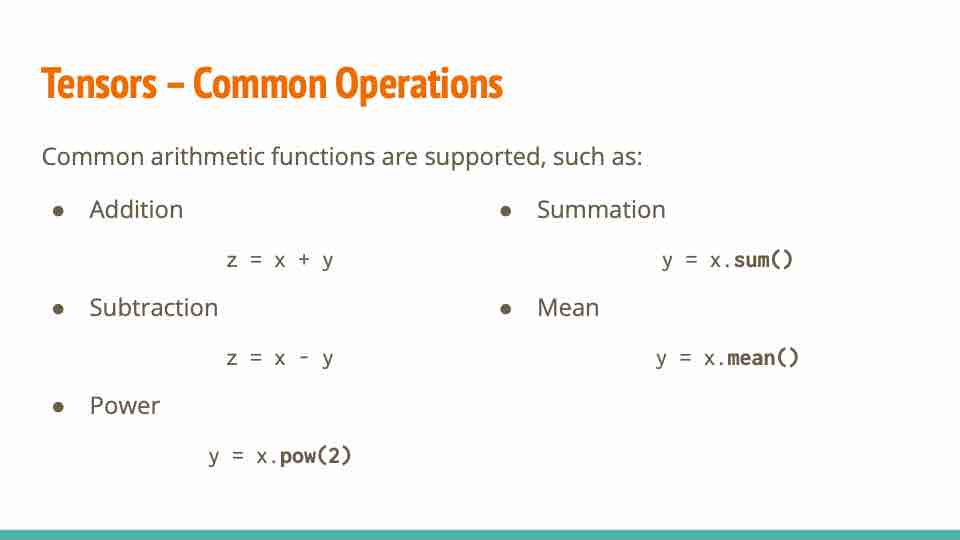 Tensors – Common Operations
Common arithmetic functions are supported, such as:
● Addition
z = x + y
● Subtraction
z = x - y
● Power
y = x.pow(2)
● Summation
y = x.sum()
● Mean
y = x.mean()